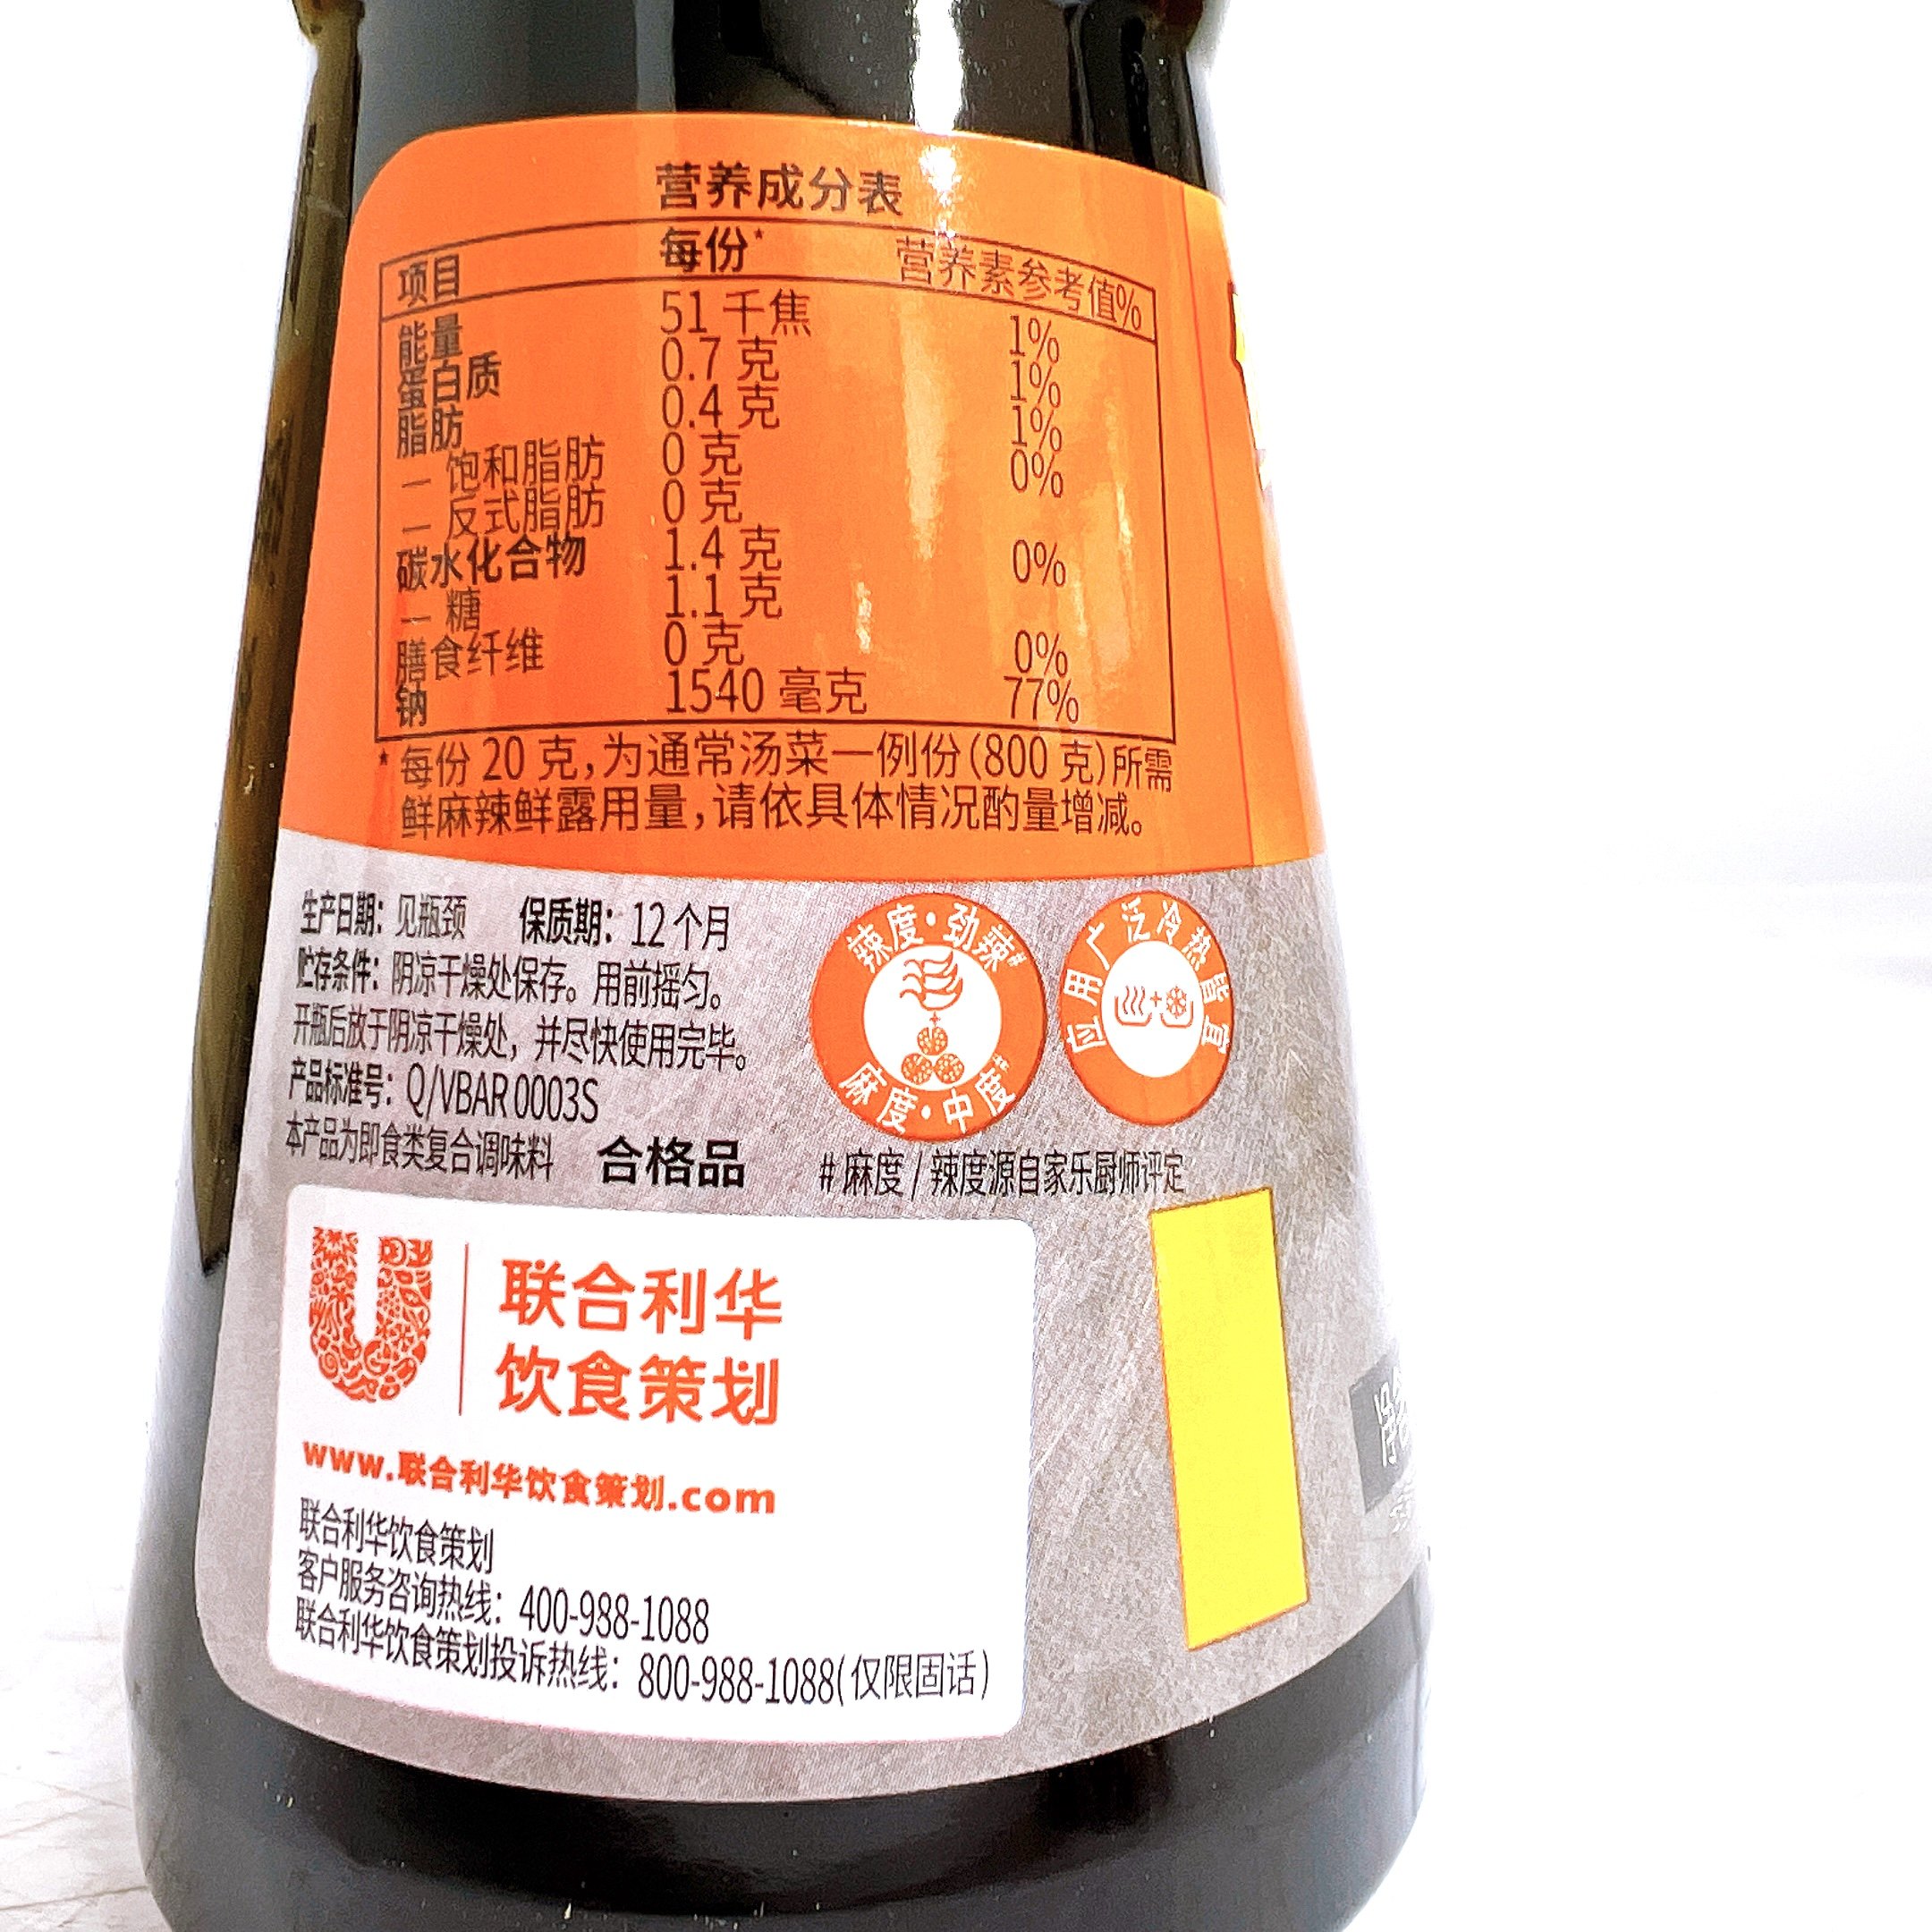 营养成分表
项目 每份* 营养素参考值%
能量 51 千焦 1%
蛋白质 0.7 克 1%
脂肪 0.4 克 1%
— 饱和脂肪 0 克 0%
— 反式脂肪 0 克
碳水化合物 1.4 克 0%
— 糖 1.1 克
膳食纤维 0 克 0%
钠 1540 毫克 77%
*每份 20 克,为通常汤菜一例份(800 克)所需
鲜麻辣鲜露用量,请依具体情况酌量增减。
生产日期: 见瓶颈 保质期: 12个月
贮存条件: 阴凉干燥处保存。用前摇匀。
开瓶后放于阴凉干燥处, 并尽快使用完毕。
产品标准号: Q/VBAR 0003S
本产品为即食类复合调味料 合格品
辣度·劲辣#
麻度·中度#
应用广泛冷热皆宜
#麻度/辣度源自家乐厨师评定
联合利华
饮食策划
www.联合利华饮食策划.com
联合利华饮食策划
客户服务咨询热线: 400-988-1088
联合利华饮食策划投诉热线: 800-988-1088(仅限固话)
净